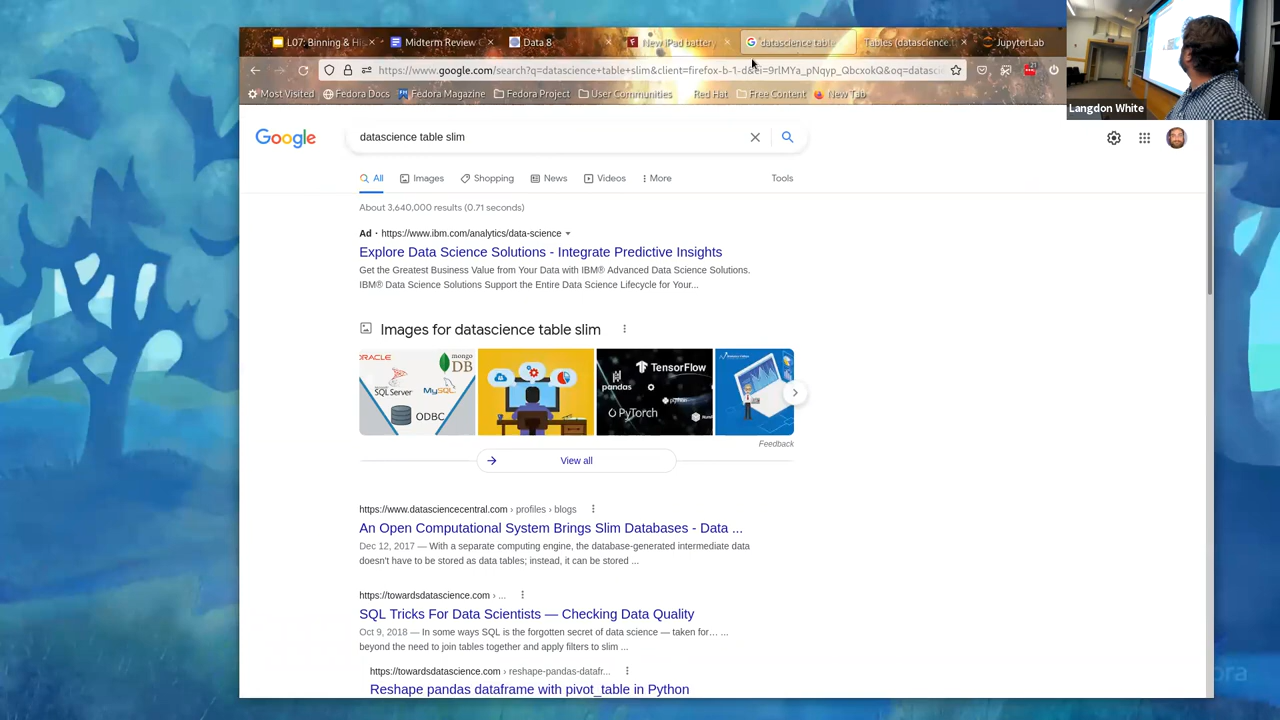 L07: Binning & Hi
Midterm Review
Data 8
New iPad battery
datascience table
Tables (datascience.t
JupyterLab
https://www.google.com/search?q=datascience+table+slim&client=firefox-b-1-d&ei=9rlMYa_pNqyp_QbcxokQ&oq=datasc
Most Visited
Fedora Docs
Fedora Magazine
Fedora Project
User Communities
Red Hat
Free Content
New Tab
Langdon White
Google
datascience table slim
All
Images
Shopping
News
Videos
More
Tools
About 3,640,000 results (0.71 seconds)
Ad · https://www.ibm.com/analytics/data-science
Explore Data Science Solutions - Integrate Predictive Insights
Get the Greatest Business Value from Your Data with IBM® Advanced Data Science Solutions.
IBM® Data Science Solutions Support the Entire Data Science Lifecycle for Your...
Images for datascience table slim
ORACLE
mongo
DB
SQL Server
MySQL
ODBC
TensorFlow
pandas
python
PyTorch
Feedback
View all
https://www.datasciencecentral.com › profiles › blogs
An Open Computational System Brings Slim Databases - Data ...
Dec 12, 2017 — With a separate computing engine, the database-generated intermediate data
doesn't have to be stored as data tables; instead, it can be stored ...
https://towardsdatascience.com › ...
SQL Tricks For Data Scientists — Checking Data Quality
Oct 9, 2018 — In some ways SQL is the forgotten secret of data science — taken for… ...
beyond the need to join tables together and apply filters to slim ...
https://towardsdatascience.com › reshape-pandas-datafr...
Reshape pandas dataframe with pivot_table in Python